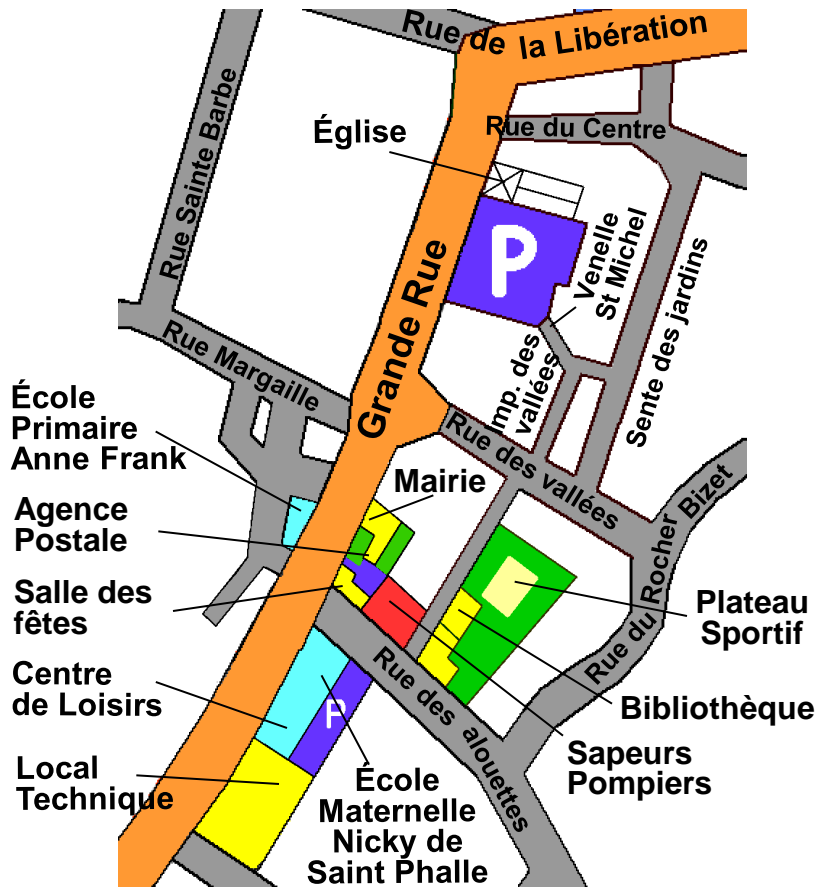 Rue de la Libération
Rue du Centre
Église
Rue Sainte Barbe
P
Venelle
St Michel
Grande Rue
Sente des jardins
Rue Margaille
Imp. des
vallées
École
Primaire
Anne Frank
Rue des vallées
Mairie
Rue du Rocher Bizet
Agence
Postale
Salle des
fêtes
Plateau
Sportif
Centre
de Loisirs
Rue des alouettes
P
Bibliothèque
Sapeurs
Pompiers
Local
Technique
École
Maternelle
Nicky de
Saint Phalle